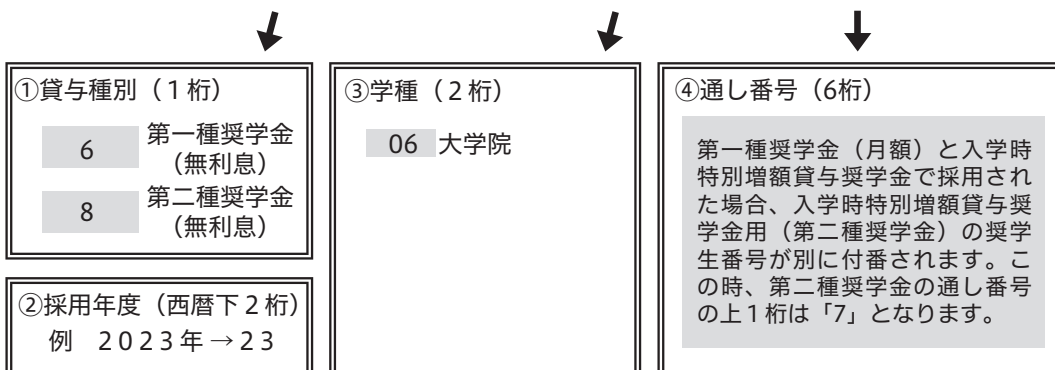 ①貸与種別（1桁）
6 第一種奨学金
（無利息）
8 第二種奨学金
（無利息）
②採用年度（西暦下2桁）
例　2023年→23
③学種（2桁）
06 大学院
④通し番号（6桁）
第一種奨学金（月額）と入学時
特別増額貸与奨学金で採用され
た場合、入学時特別増額貸与奨
学金用（第二種奨学金）の奨学
生番号が別に付番されます。こ
の時、第二種奨学金の通し番号
の上1桁は「7」となります。